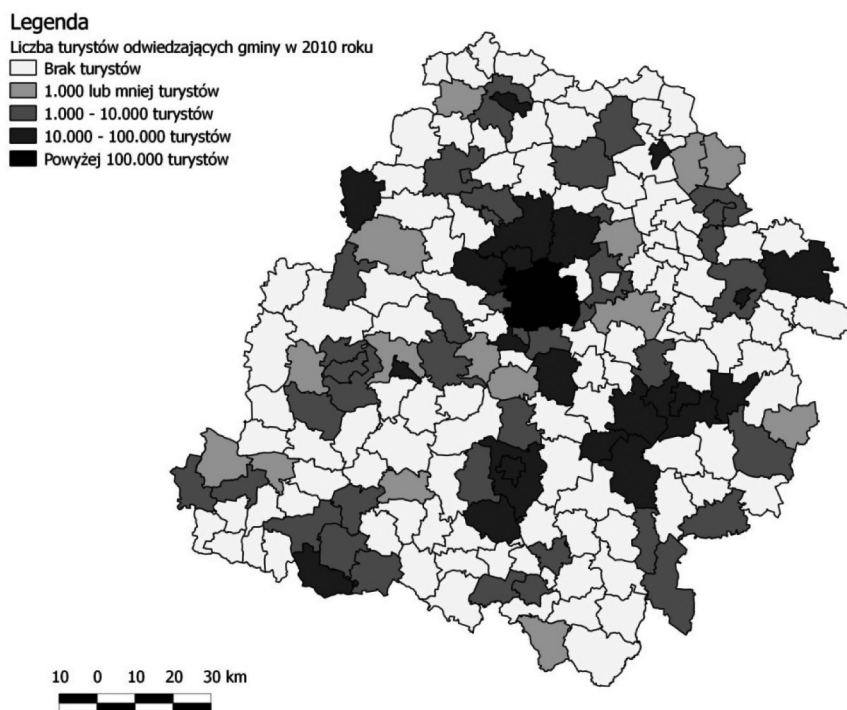 Legenda
Liczba turystów odwiedzających gminy w 2010 roku
Brak turystów
1.000 lub mniej turystów
1.000 - 10.000 turystów
10.000 - 100.000 turystów
Powyżej 100.000 turystów
10 0 10 20 30 km